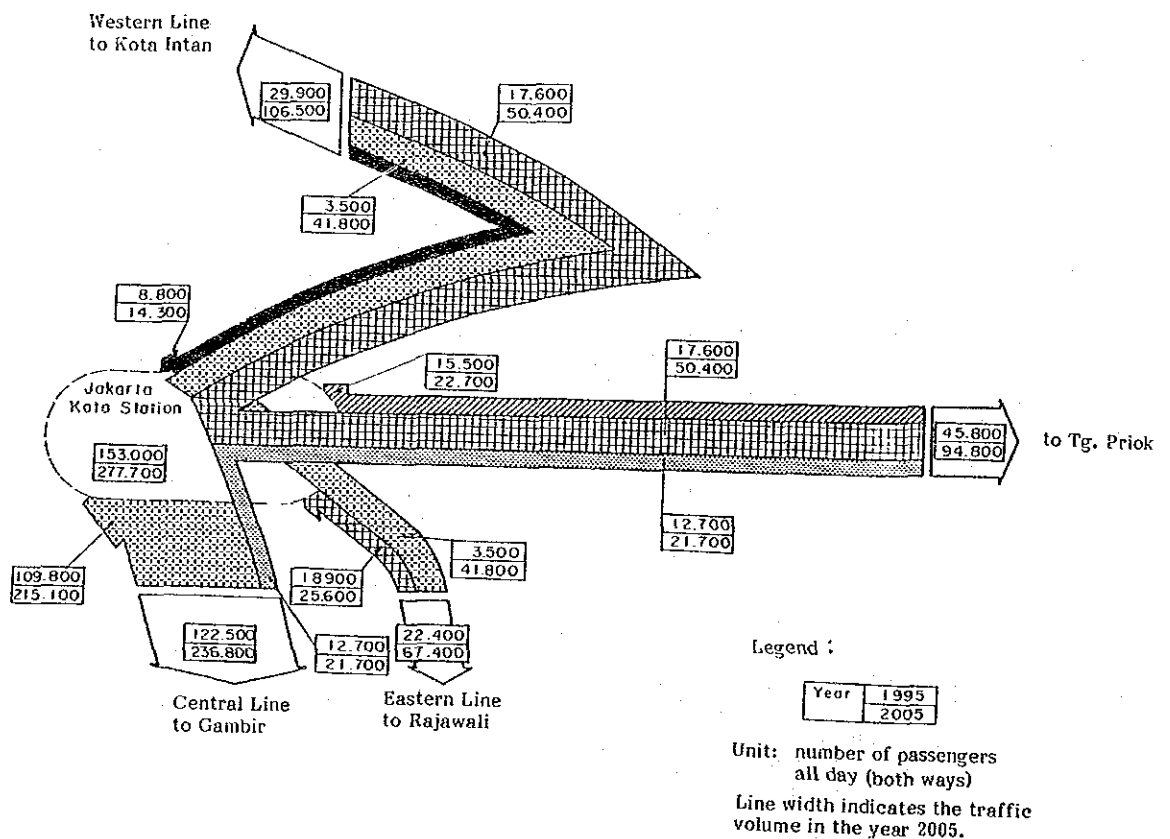 Western Line
to Kota Intan
29.900
106.500
17.600
50.400
3.500
41.800
8.800
14.300
15.500
22.700
17.600
50.400
Jakarta
Kota Station
153.000
277.700
45.800
94.800
to Tg. Priok
12.700
21.700
3.500
41.800
18900
25.600
109.800
215.100
122.500
236.800
12.700
21.700
22.400
67.400
Central Line
to Gambir
Eastern Line
to Rajawali
Legend :
Year 1995
2005
Unit: number of passengers
all day (both ways)
Line width indicates the traffic
volume in the year 2005.